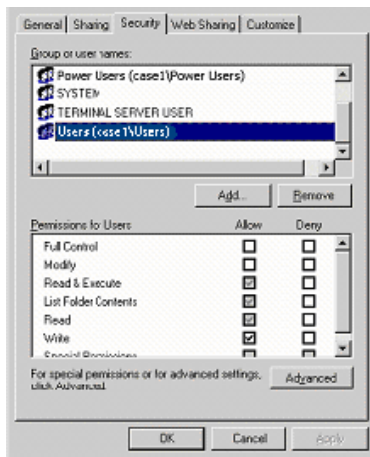 General Sharing Security Web Sharing Customize
Group or user names:
Power Users (case1\Power Users)
SYSTEM
TERMINAL SERVER USER
Users (case1\Users)
Add... Remove
Permissions for Users Allow Deny
Full Control
Modify
Read & Execute
List Folder Contents
Read
Write
Special Permissions
For special permissions or for advanced settings,
click Advanced.
Advanced
OK Cancel Apply